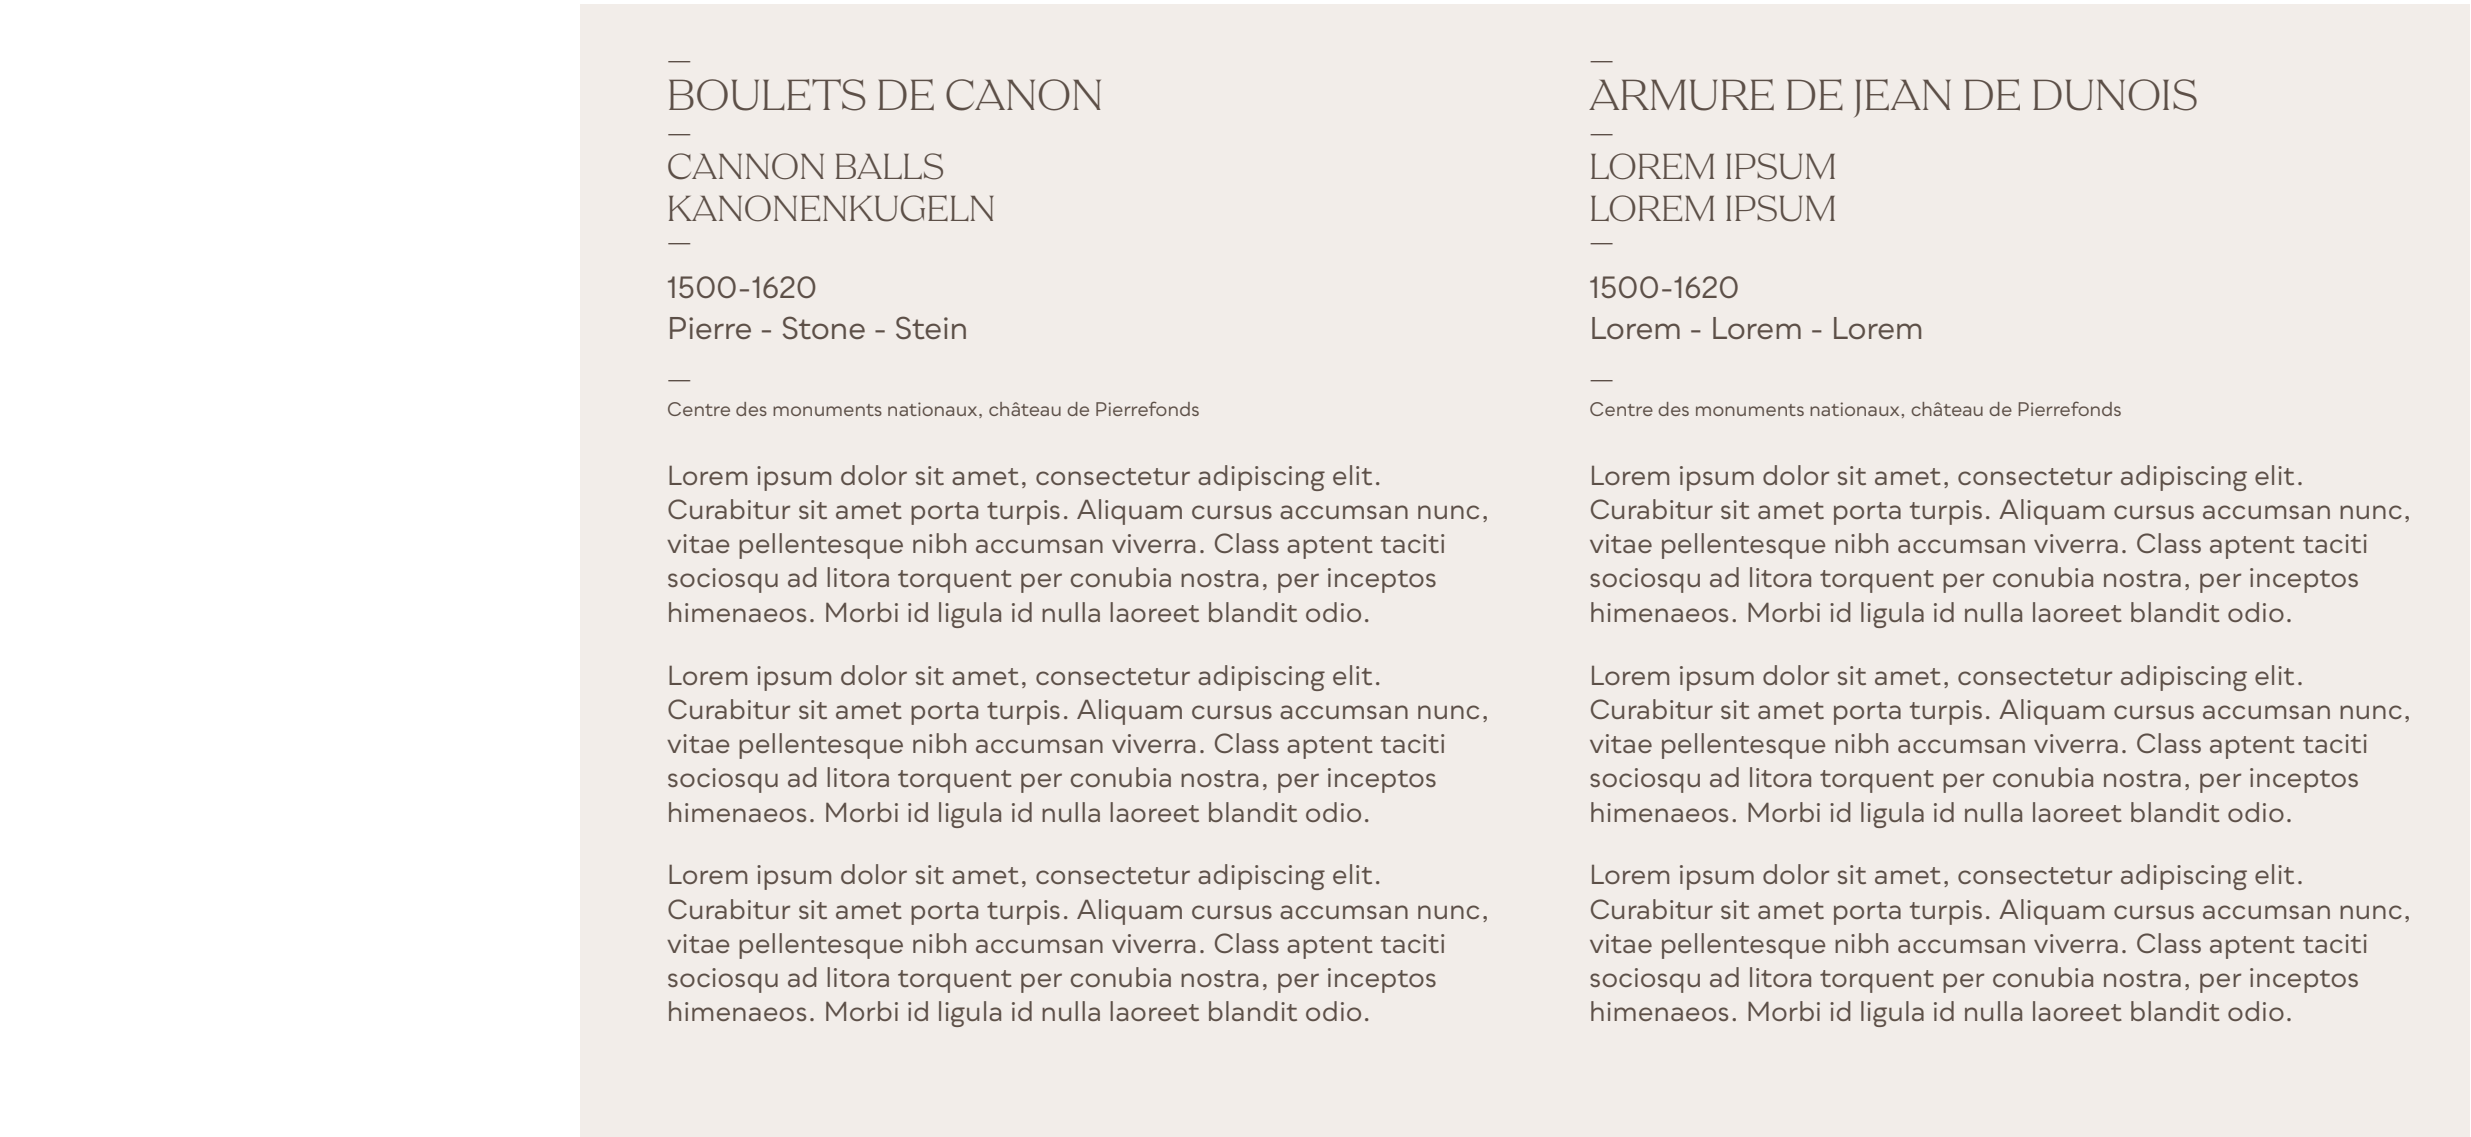 —
BOULETS DE CANON
—
CANNON BALLS
KANONENKUGELN
—
1500-1620
Pierre - Stone - Stein
—
Centre des monuments nationaux, château de Pierrefonds
Lorem ipsum dolor sit amet, consectetur adipiscing elit.
Curabitur sit amet porta turpis. Aliquam cursus accumsan nunc,
vitae pellentesque nibh accumsan viverra. Class aptent taciti
sociosqu ad litora torquent per conubia nostra, per inceptos
himenaeos. Morbi id ligula id nulla laoreet blandit odio.
Lorem ipsum dolor sit amet, consectetur adipiscing elit.
Curabitur sit amet porta turpis. Aliquam cursus accumsan nunc,
vitae pellentesque nibh accumsan viverra. Class aptent taciti
sociosqu ad litora torquent per conubia nostra, per inceptos
himenaeos. Morbi id ligula id nulla laoreet blandit odio.
Lorem ipsum dolor sit amet, consectetur adipiscing elit.
Curabitur sit amet porta turpis. Aliquam cursus accumsan nunc,
vitae pellentesque nibh accumsan viverra. Class aptent taciti
sociosqu ad litora torquent per conubia nostra, per inceptos
himenaeos. Morbi id ligula id nulla laoreet blandit odio.
—
ARMURE DE JEAN DE DUNOIS
—
LOREM IPSUM
LOREM IPSUM
—
1500-1620
Lorem - Lorem - Lorem
—
Centre des monuments nationaux, château de Pierrefonds
Lorem ipsum dolor sit amet, consectetur adipiscing elit.
Curabitur sit amet porta turpis. Aliquam cursus accumsan nunc,
vitae pellentesque nibh accumsan viverra. Class aptent taciti
sociosqu ad litora torquent per conubia nostra, per inceptos
himenaeos. Morbi id ligula id nulla laoreet blandit odio.
Lorem ipsum dolor sit amet, consectetur adipiscing elit.
Curabitur sit amet porta turpis. Aliquam cursus accumsan nunc,
vitae pellentesque nibh accumsan viverra. Class aptent taciti
sociosqu ad litora torquent per conubia nostra, per inceptos
himenaeos. Morbi id ligula id nulla laoreet blandit odio.
Lorem ipsum dolor sit amet, consectetur adipiscing elit.
Curabitur sit amet porta turpis. Aliquam cursus accumsan nunc,
vitae pellentesque nibh accumsan viverra. Class aptent taciti
sociosqu ad litora torquent per conubia nostra, per inceptos
himenaeos. Morbi id ligula id nulla laoreet blandit odio.